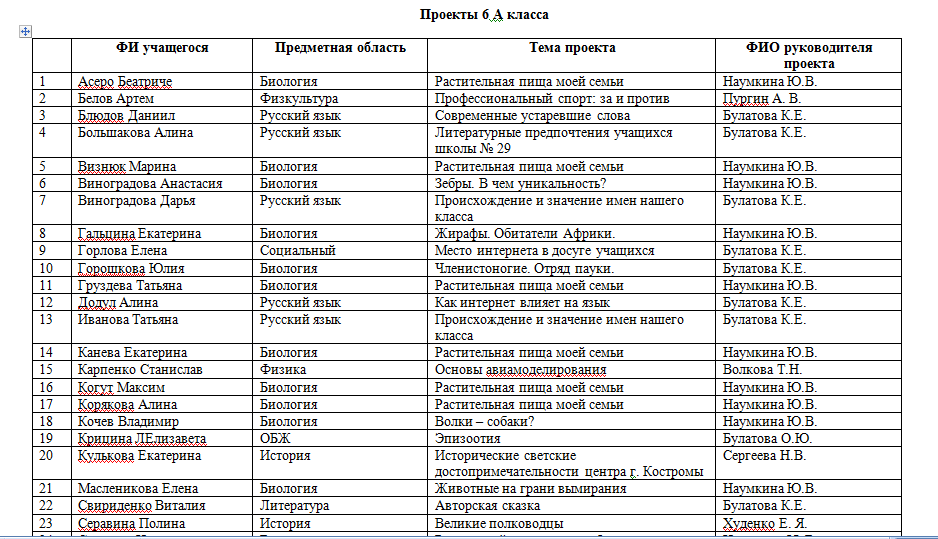 Проекты 6 А класса
ФИ учащегося Предметная область Тема проекта ФИО руководителя
проекта
1 Асеро Беатриче Биология Растительная пища моей семьи Наумкина Ю.В.
2 Белов Артем Физкультура Профессиональный спорт: за и против Пургин А. В.
3 Блюдов Даниил Русский язык Современные устаревшие слова Булатова К.Е.
4 Большакова Алина Русский язык Литературные предпочтения учащихся Булатова К.Е.
школы № 29
5 Визнюк Марина Биология Растительная пища моей семьи Наумкина Ю.В.
6 Виноградова Анастасия Биология Зебры. В чем уникальность? Наумкина Ю.В.
7 Виноградова Дарья Русский язык Происхождение и значение имен нашего Булатова К.Е.
класса
8 Гальцина Екатерина Биология Жирафы. Обитатели Африки. Наумкина Ю.В.
9 Горлова Елена Социальный Место интернета в досуге учащихся Булатова К.Е.
10 Горошкова Юлия Биология Членистоногие. Отряд пауки. Булатова К.Е.
11 Груздева Татьяна Биология Растительная пища моей семьи Наумкина Ю.В.
12 Додул Алина Русский язык Как интернет влияет на язык Булатова К.Е.
13 Иванова Татьяна Русский язык Происхождение и значение имен нашего Булатова К.Е.
класса
14 Канева Екатерина Биология Растительная пища моей семьи Наумкина Ю.В.
15 Карпенко Станислав Физика Основы авиамоделирования Волкова Т.Н.
16 Когут Максим Биология Растительная пища моей семьи Наумкина Ю.В.
17 Корякова Алина Биология Растительная пища моей семьи Наумкина Ю.В.
18 Кочев Владимир Биология Волки – собаки? Наумкина Ю.В.
19 Крицина ЛЕлизавета ОБЖ Эпизоотия Булатова О.Ю.
20 Кулькова Екатерина История Исторические светские Сергеева Н.В.
достопримечательности центра г. Костромы
21 Масленикова Елена Биология Животные на грани вымирания Наумкина Ю.В.
22 Свириденко Виталия Литература Авторская сказка Булатова К.Е.
23 Серавина Полина История Великие полководцы Худенко Е. Я.